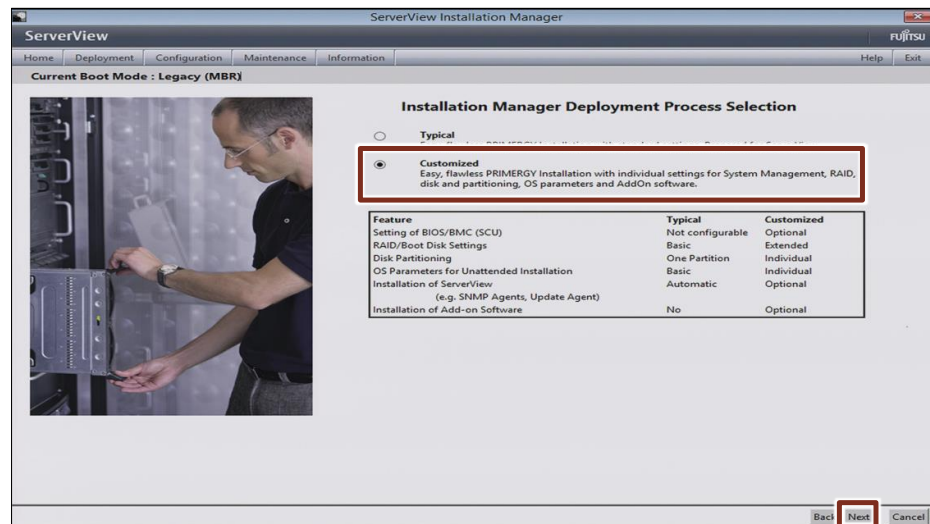 ServerView Installation Manager
ServerView
FUJITSU
Home Deployment Configuration Maintenance Information Help Exit
Current Boot Mode : Legacy (MBR)
Installation Manager Deployment Process Selection
Typical
Customized
Easy, flawless PRIMERGY Installation with individual settings for System Management, RAID,
disk and partitioning, OS parameters and AddOn software.
Feature Typical Customized
Setting of BIOS/BMC (SCU) Not configurable Optional
RAID/Boot Disk Settings Basic Extended
Disk Partitioning One Partition Individual
OS Parameters for Unattended Installation Basic Individual
Installation of ServerView Automatic Optional
(e.g. SNMP Agents, Update Agent)
Installation of Add-on Software No Optional
Back Next Cancel